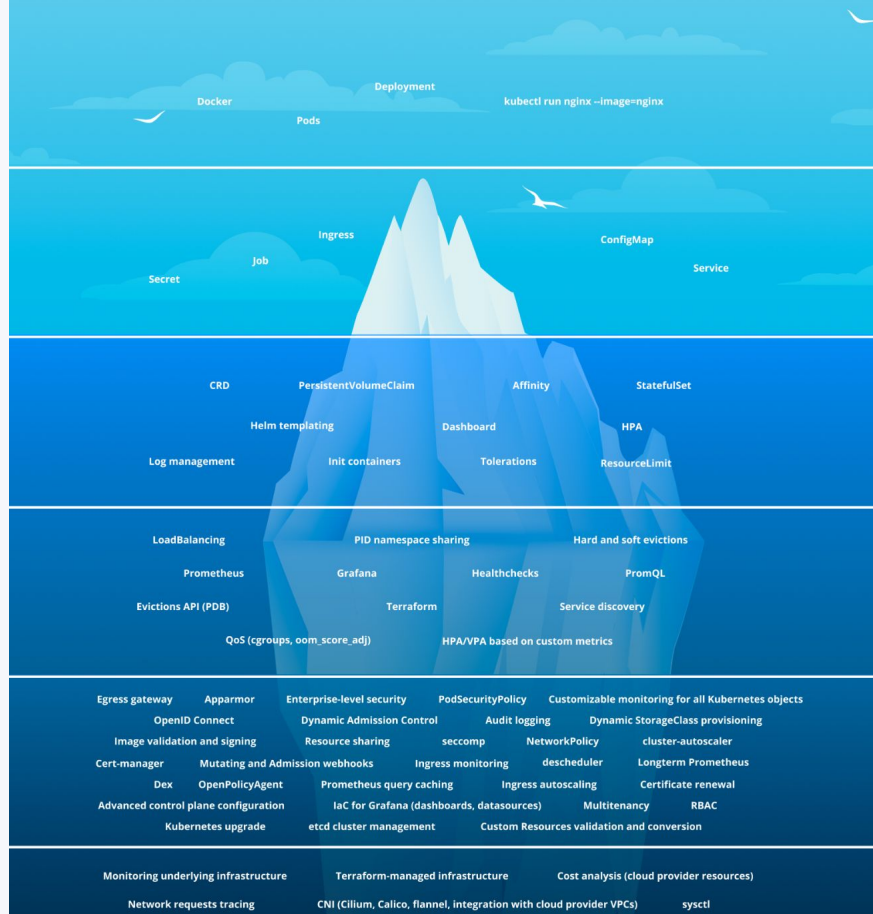 Deployment
Docker kubectl run nginx --image=nginx
Pods
Ingress
ConfigMap
Job
Service
Secret
CRD PersistentVolumeClaim Affinity StatefulSet
Helm templating Dashboard HPA
Log management Init containers Tolerations ResourceLimit
LoadBalancing PID namespace sharing Hard and soft evictions
Prometheus Grafana Healthchecks PromQL
Evictions API (PDB) Terraform Service discovery
QoS (cgroups, oom_score_adj) HPA/VPA based on custom metrics
Egress gateway Apparmor Enterprise-level security PodSecurityPolicy Customizable monitoring for all Kubernetes objects
OpenID Connect Dynamic Admission Control Audit logging Dynamic StorageClass provisioning
Image validation and signing Resource sharing seccomp NetworkPolicy cluster-autoscaler
Cert-manager Mutating and Admission webhooks Ingress monitoring descheduler Longterm Prometheus
Dex OpenPolicyAgent Prometheus query caching Ingress autoscaling Certificate renewal
Advanced control plane configuration IaC for Grafana (dashboards, datasources) Multitenancy RBAC
Kubernetes upgrade etcd cluster management Custom Resources validation and conversion
Monitoring underlying infrastructure Terraform-managed infrastructure Cost analysis (cloud provider resources)
Network requests tracing CNI (Cilium, Calico, flannel, integration with cloud provider VPCs) sysctl